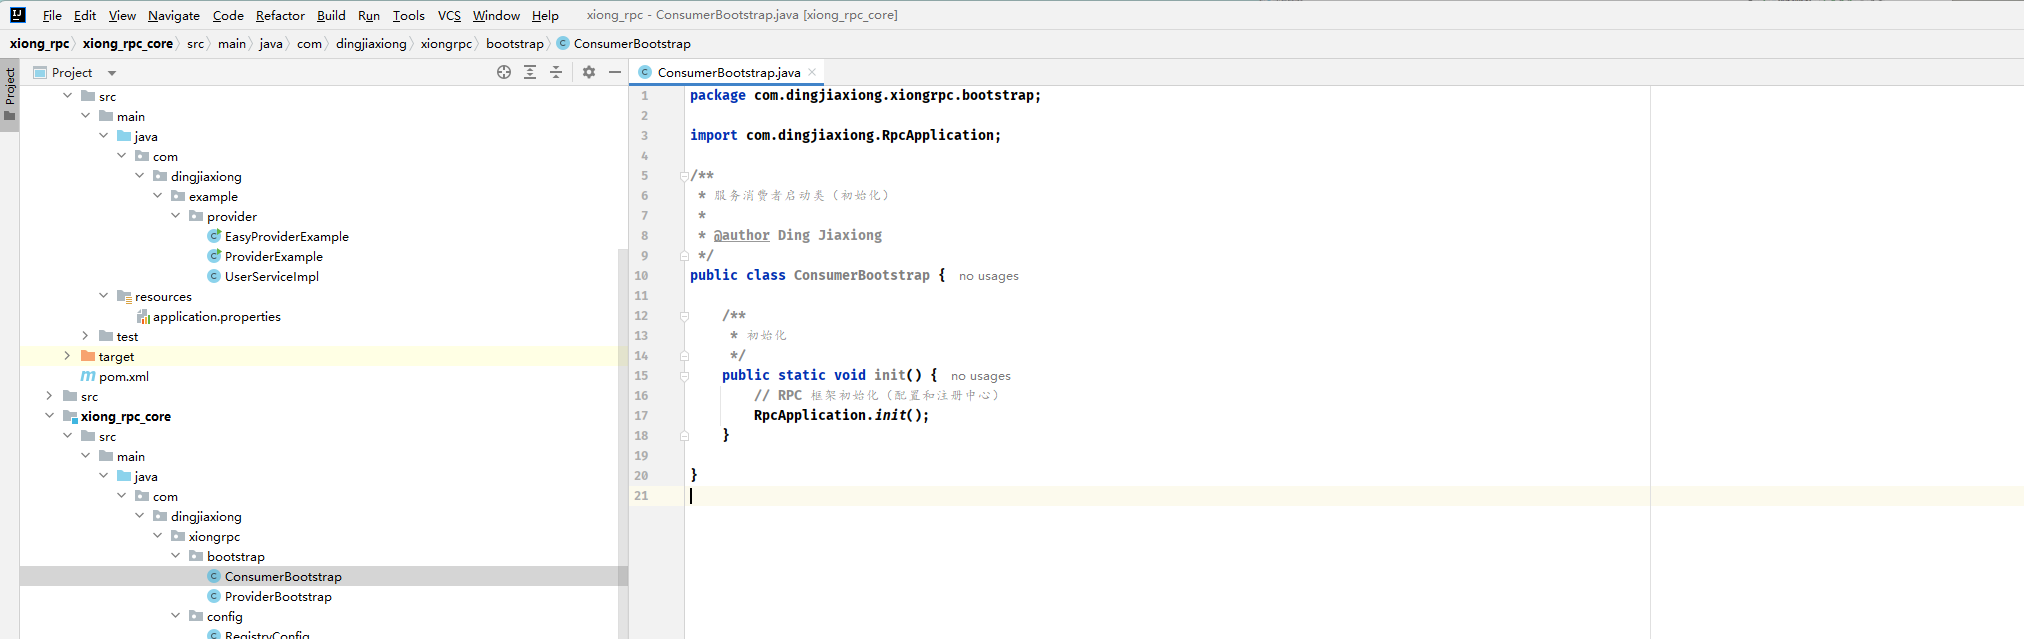 File Edit View Navigate Code Refactor Build Run Tools VCS Window Help xiong_rpc - ConsumerBootstrap.java [xiong_rpc_core]
xiong_rpc xiong_rpc_core src main java com dingjiaxiong xiongrpc bootstrap ConsumerBootstrap
Project
Project
src
main
java
com
dingjiaxiong
example
provider
EasyProviderExample
ProviderExample
UserServiceImpl
resources
application.properties
test
target
pom.xml
src
xiong_rpc_core
src
main
java
com
dingjiaxiong
xiongrpc
bootstrap
ConsumerBootstrap
ProviderBootstrap
config
RegistryConfig
ConsumerBootstrap.java
1 package com.dingjiaxiong.xiongrpc.bootstrap;
2
3 import com.dingjiaxiong.RpcApplication;
4
5 /**
6 * 服务消费者启动类（初始化）
7 *
8 * @author Ding Jiaxiong
9 */
10 public class ConsumerBootstrap { no usages
11
12 /**
13 * 初始化
14 */
15 public static void init() { no usages
16 // RPC 框架初始化（配置和注册中心）
17 RpcApplication.init();
18 }
19
20 }
21